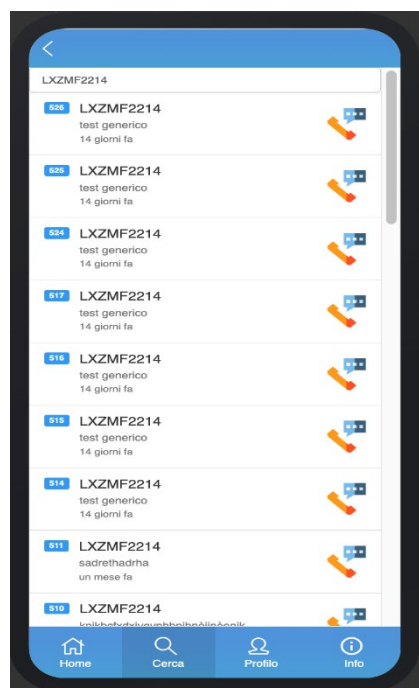 LXZMF2214
526 LXZMF2214
test generico
14 giorni fa
525 LXZMF2214
test generico
14 giorni fa
524 LXZMF2214
test generico
14 giorni fa
517 LXZMF2214
test generico
14 giorni fa
516 LXZMF2214
test generico
14 giorni fa
515 LXZMF2214
test generico
14 giorni fa
514 LXZMF2214
test generico
14 giorni fa
511 LXZMF2214
sadrethadrha
un mese fa
510 LXZMF2214
Home Cerca Profilo Info